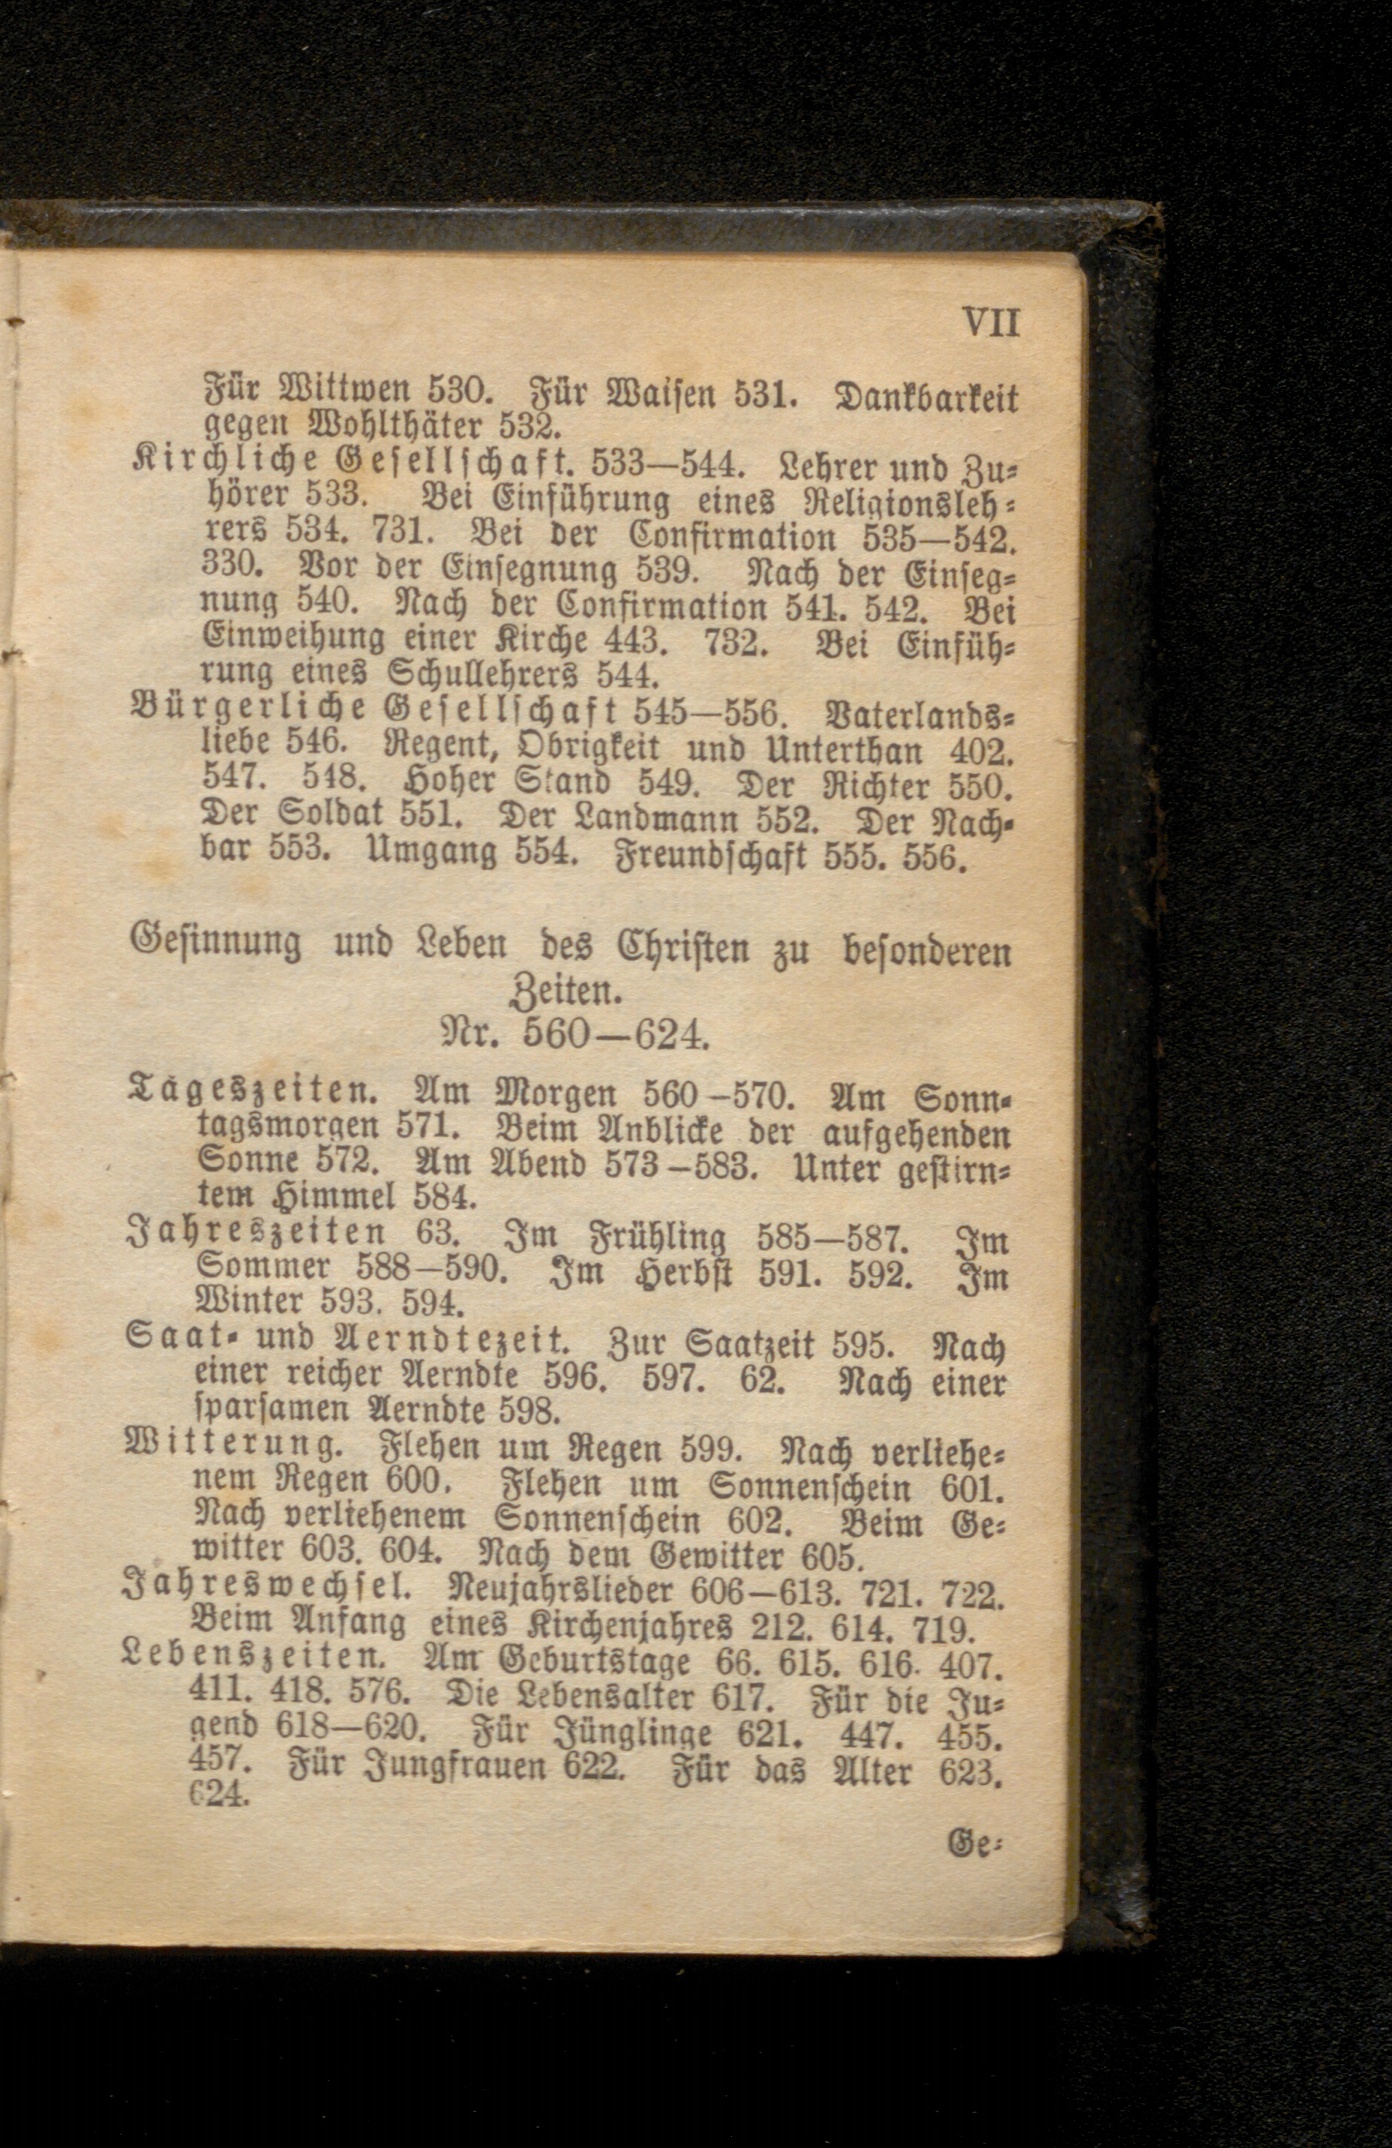 VII
Für Wittwen 530. Für Waisen 531. Dankbarkeit
gegen Wohlthäter 532.
Kirchliche Gesellschaft. 533—544. Lehrer und Zu-
hörer 533. Bei Einführung eines Religionsleh-
rers 534. 731. Bei der Confirmation 535—542.
330. Vor der Einsegnung 539. Nach der Einseg-
nung 540. Nach der Confirmation 541. 542. Bei
Einweihung einer Kirche 443. 732. Bei Einfüh-
rung eines Schullehrers 544.
Bürgerliche Gesellschaft 545—556. Vaterlands-
liebe 546. Regent, Obrigkeit und Unterthan 402.
547. 548. Hoher Stand 549. Der Richter 550.
Der Soldat 551. Der Landmann 552. Der Nach-
bar 553. Umgang 554. Freundschaft 555. 556.
Gesinnung und Leben des Christen zu besonderen
Zeiten.
Nr. 560—624.
Tageszeiten. Am Morgen 560–570. Am Sonn-
tagsmorgen 571. Beim Anblicke der aufgehenden
Sonne 572. Am Abend 573–583. Unter gestirn-
tem Himmel 584.
Jahreszeiten 63. Im Frühling 585—587. Im
Sommer 588—590. Im Herbst 591. 592. Im
Winter 593. 594.
Saat- und Aerndtezeit. Zur Saatzeit 595. Nach
einer reicher Aerndte 596. 597. 62. Nach einer
sparsamen Aerndte 598.
Witterung. Flehen um Regen 599. Nach verliehe-
nem Regen 600. Flehen um Sonnenschein 601.
Nach verliehenem Sonnenschein 602. Beim Ge-
witter 603. 604. Nach dem Gewitter 605.
Jahreswechsel. Neujahrslieder 606—613. 721. 722.
Beim Anfang eines Kirchenjahres 212. 614. 719.
Lebenszeiten. Am Geburtstage 66. 615. 616. 407.
411. 418. 576. Die Lebensalter 617. Für die Ju-
gend 618—620. Für Jünglinge 621. 447. 455.
457. Für Jungfrauen 622. Für das Alter 623.
624.
Ge-